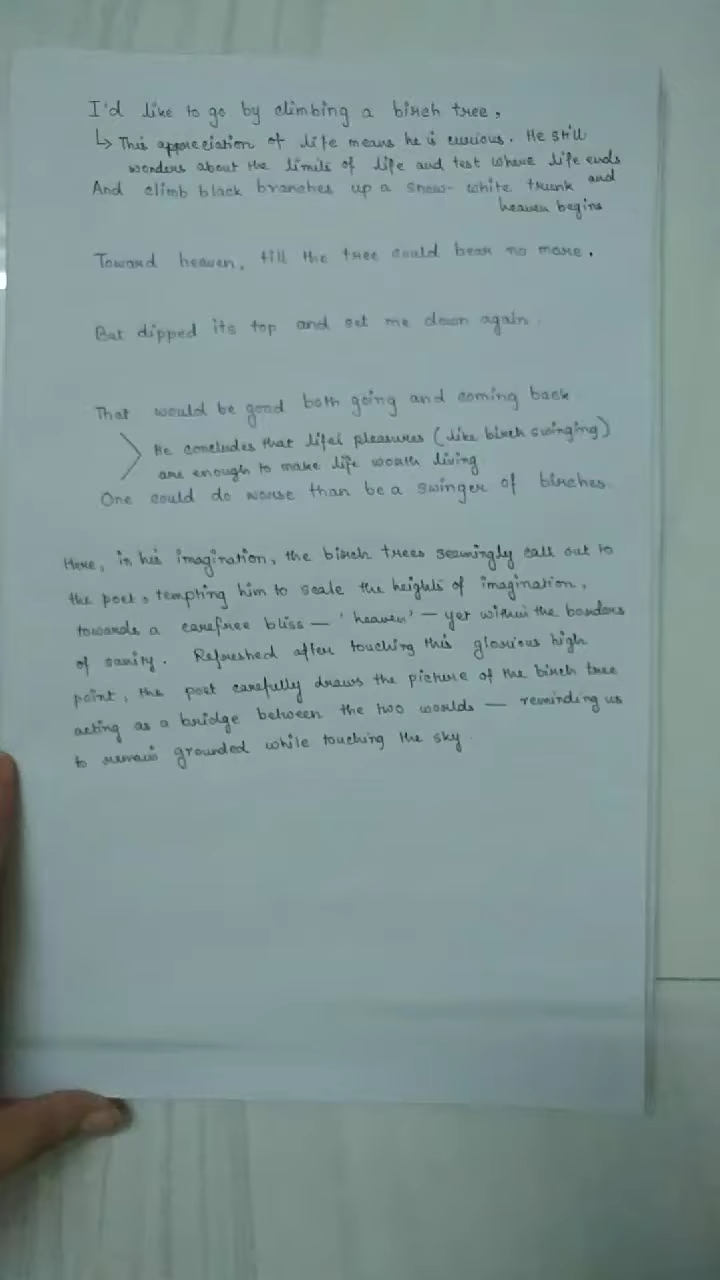 I'd like to go by climbing a birch tree,
↳ This appreciation of life means he is curious. He still
wonders about the limits of life and test where life ends
and
And climb black branches up a snow-white trunk
heaven begins
Toward heaven, till the tree could bear no more,
But dipped its top and set me down again.
That would be good both going and coming back
He concludes that life's pleasures (like birch swinging)
are enough to make life worth living
One could do worse than be a swinger of birches.
Here, in his imagination, the birch trees seemingly call out to
the poet, tempting him to scale the heights of imagination,
towards a carefree bliss — 'heaven' — yet within the borders
of sanity. Refreshed after touching this glorious high
point, the poet carefully draws the picture of the birch tree
acting as a bridge between the two worlds — reminding us
to remain grounded while touching the sky.